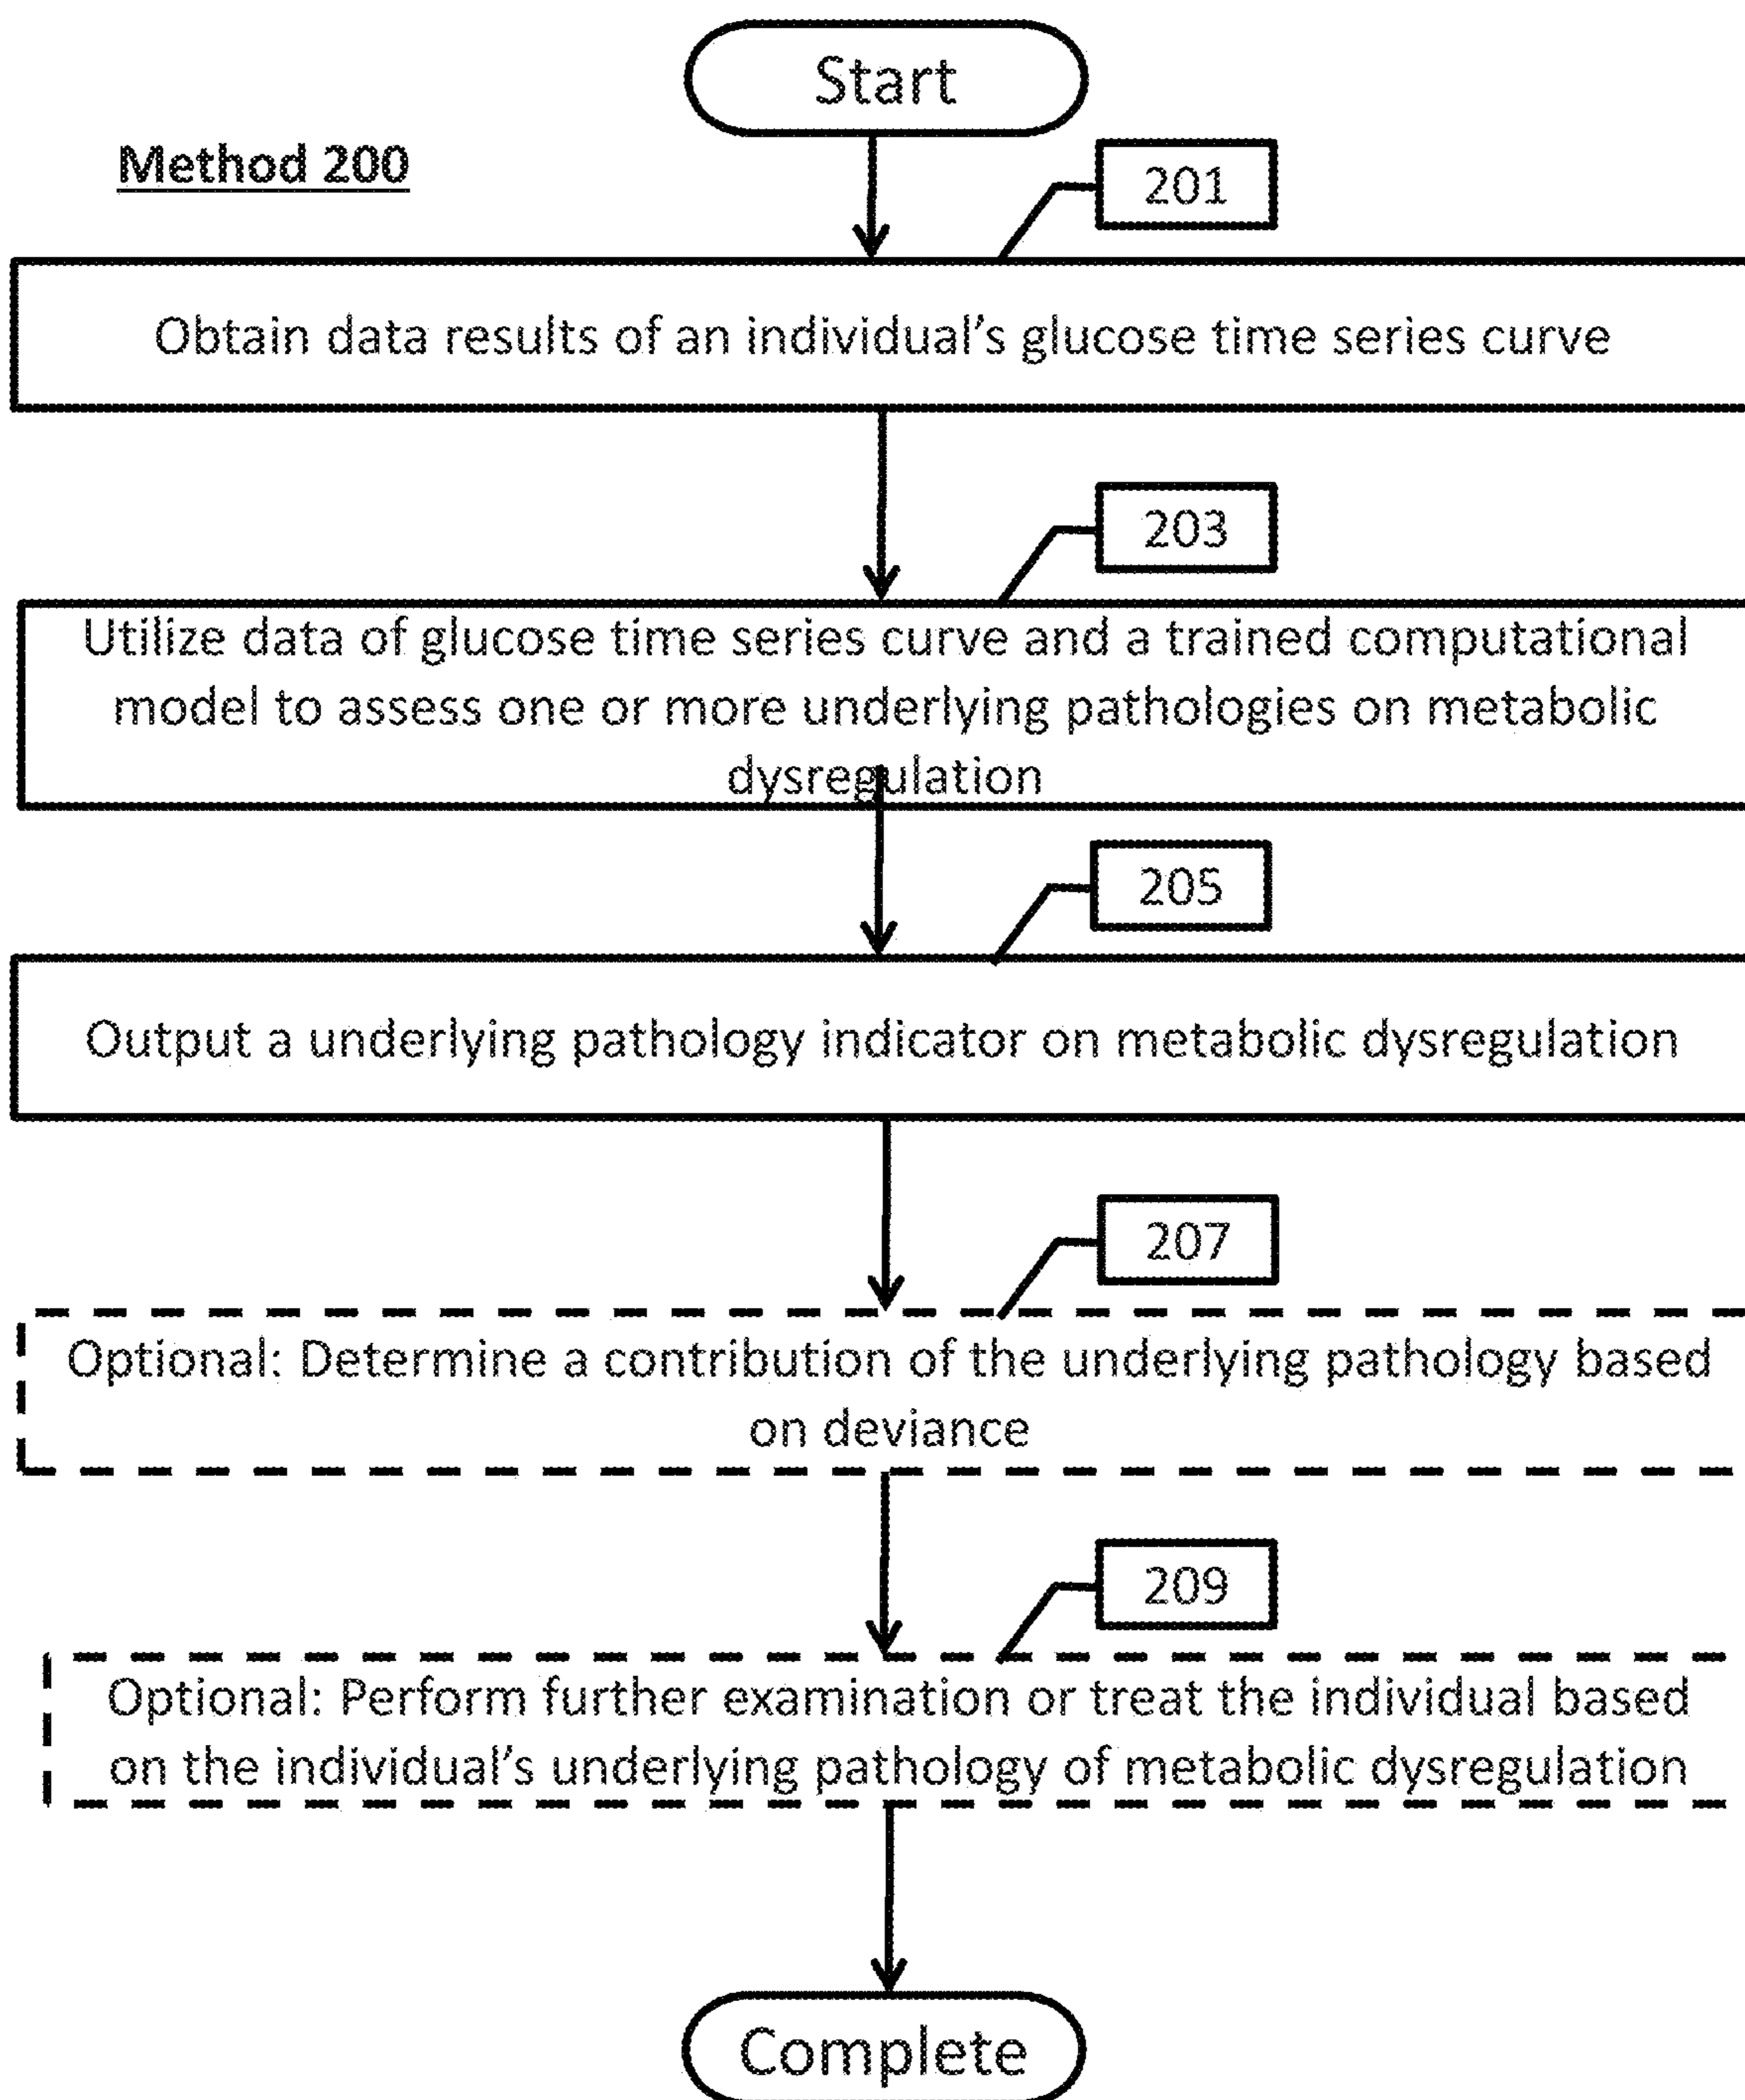 Start
Method 200
201
Obtain data results of an individual's glucose time series curve
203
Utilize data of glucose time series curve and a trained computational
model to assess one or more underlying pathologies on metabolic
dysregulation
205
Output a underlying pathology indicator on metabolic dysregulation
207
Optional: Determine a contribution of the underlying pathology based
on deviance
209
Optional: Perform further examination or treat the individual based
on the individual's underlying pathology of metabolic dysregulation
Complete